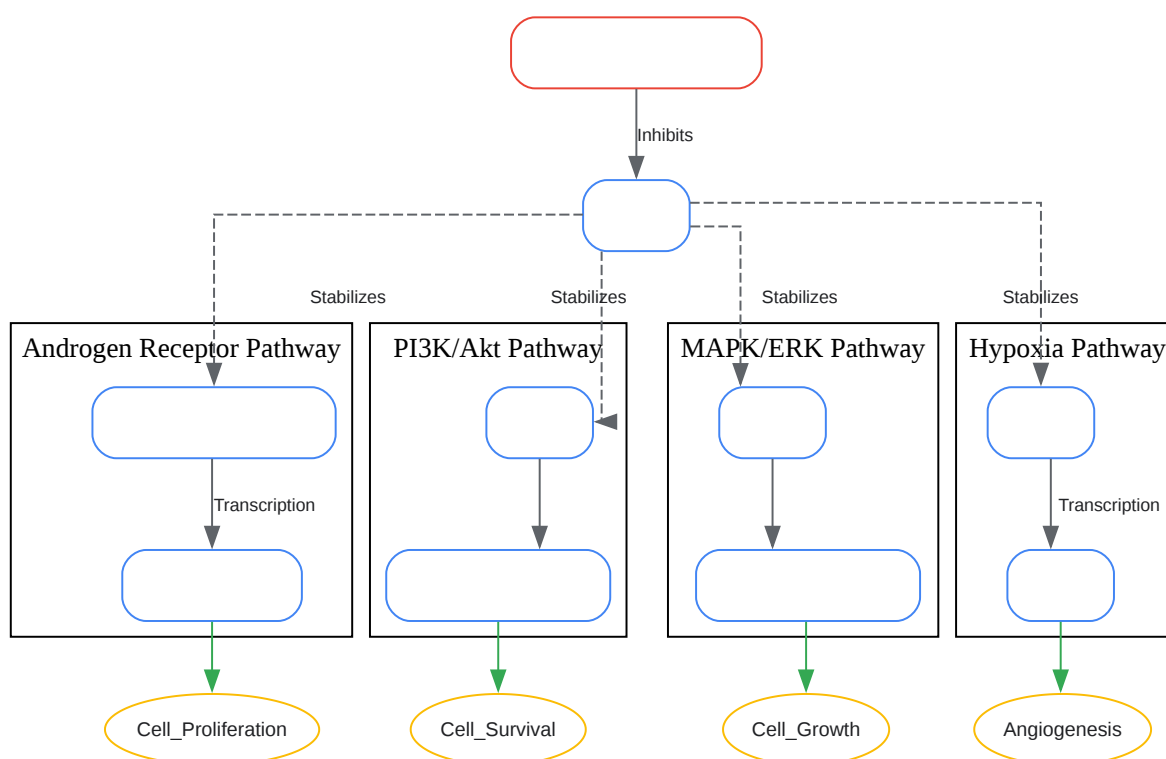 Inhibits
Stabilizes
Stabilizes
Stabilizes
Stabilizes
Androgen Receptor Pathway
PI3K/Akt Pathway
MAPK/ERK Pathway
Hypoxia Pathway
Transcription
Transcription
Cell_Proliferation
Cell_Survival
Cell_Growth
Angiogenesis